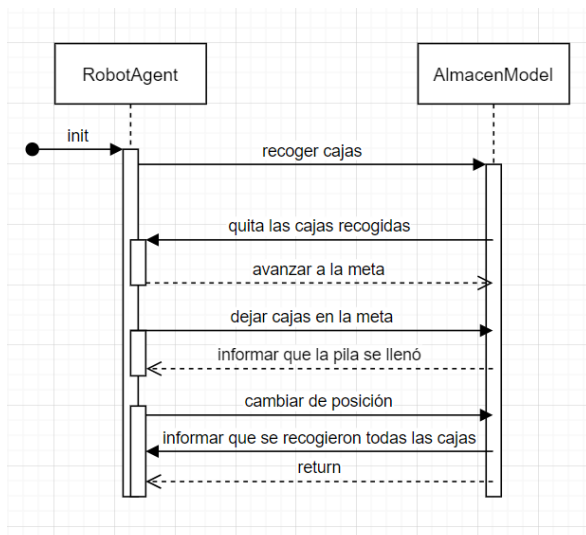 RobotAgent
AlmacenModel
init
recoger cajas
quita las cajas recogidas
avanzar a la meta
dejar cajas en la meta
informar que la pila se llenó
cambiar de posición
informar que se recogieron todas las cajas
return